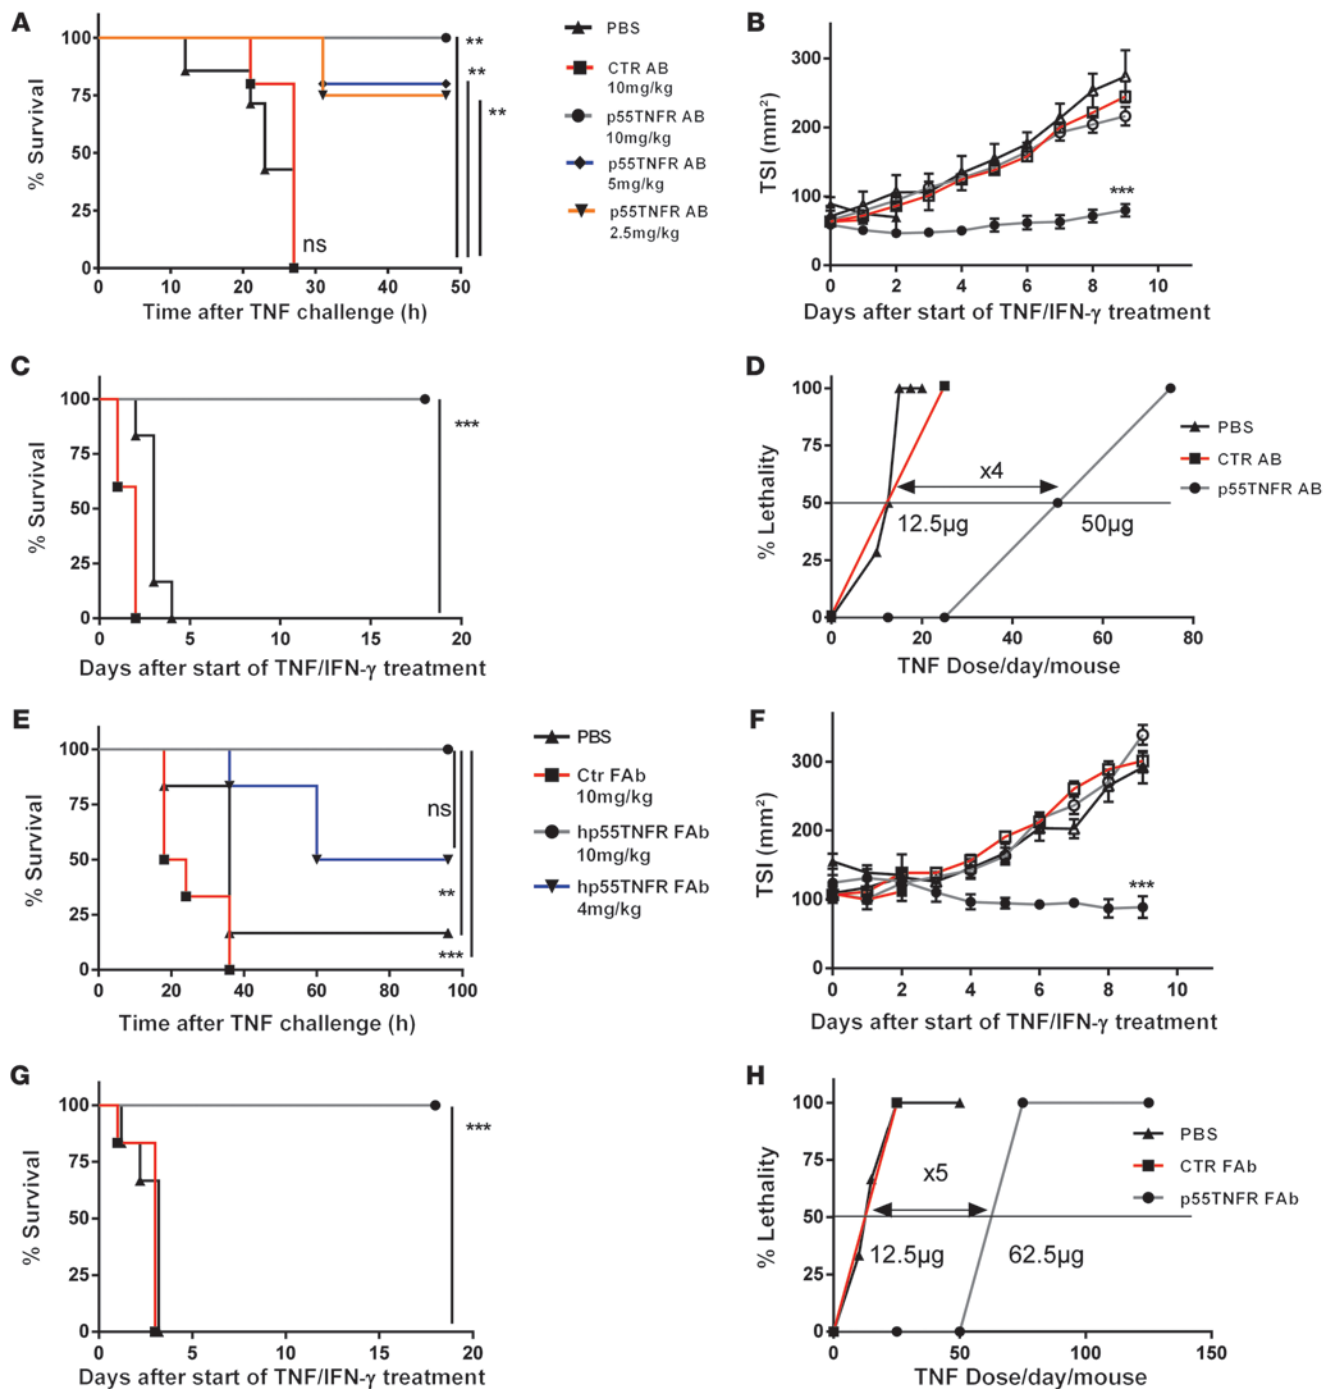 A
% Survival
100
75
50
25
0
ns
**
**
**
0 10 20 30 40 50
Time after TNF challenge (h)
PBS
CTR AB
10mg/kg
p55TNFR AB
10mg/kg
p55TNFR AB
5mg/kg
p55TNFR AB
2.5mg/kg
B
TSI (mm²)
300
200
100
0
***
0 2 4 6 8 10
Days after start of TNF/IFN-γ treatment
C
% Survival
100
75
50
25
0
***
0 5 10 15 20
Days after start of TNF/IFN-γ treatment
D
% Lethality
100
75
50
25
0
x4
12.5µg
50µg
0 20 40 60 80
TNF Dose/day/mouse
PBS
CTR AB
p55TNFR AB
E
% Survival
100
75
50
25
0
ns
**
***
0 20 40 60 80 100
Time after TNF challenge (h)
PBS
Ctr FAb
10mg/kg
hp55TNFR FAb
10mg/kg
hp55TNFR FAb
4mg/kg
F
TSI (mm²)
300
200
100
0
***
0 2 4 6 8 10
Days after start of TNF/IFN-γ treatment
G
% Survival
100
75
50
25
0
***
0 5 10 15 20
Days after start of TNF/IFN-γ treatment
H
% Lethality
100
75
50
25
0
x5
12.5µg
62.5µg
0 50 100 150
TNF Dose/day/mouse
PBS
CTR FAb
p55TNFR FAb